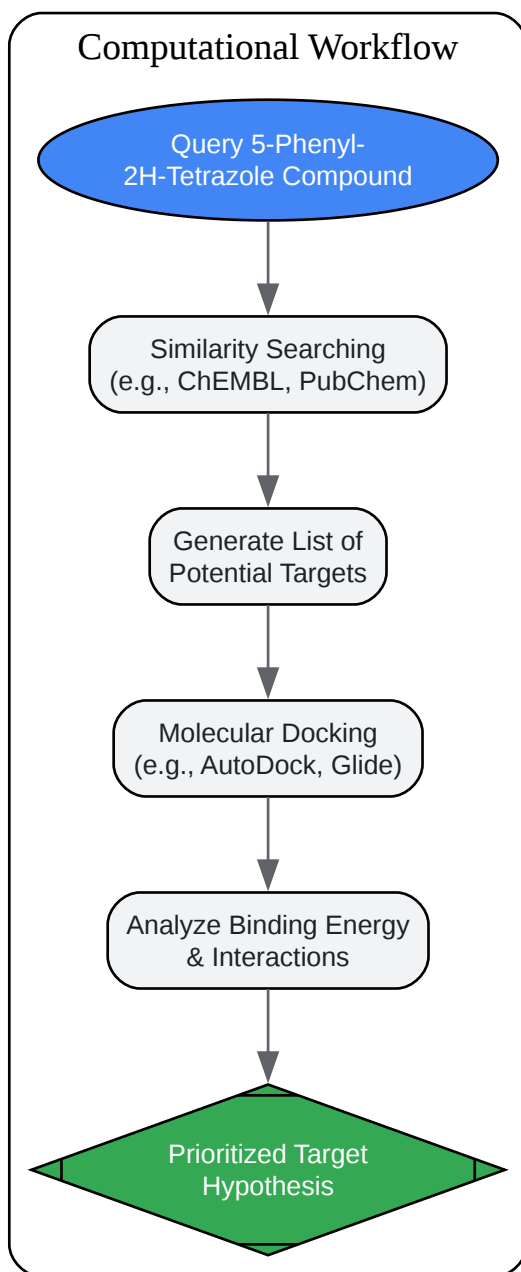 Computational Workflow
Query 5-Phenyl-
2H-Tetrazole Compound
Similarity Searching
(e.g., ChEMBL, PubChem)
Generate List of
Potential Targets
Molecular Docking
(e.g., AutoDock, Glide)
Analyze Binding Energy
& Interactions
Prioritized Target
Hypothesis